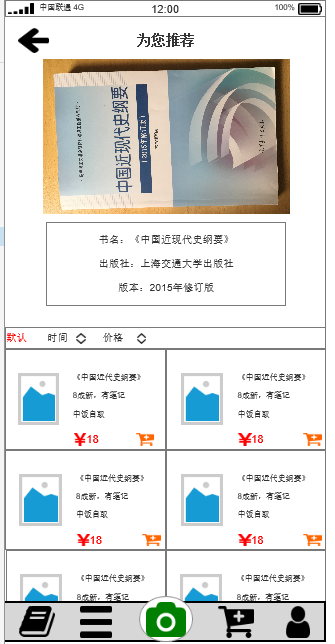 中国联通 4G 12:00 100%
为您推荐
中国近现代史纲要
(2015年修订版)
书名：《中国近现代史纲要》
出版社：上海交通大学出版社
版本：2015年修订版
默认 时间 价格
《中国近代史纲要》
8成新，有笔记
中饭自取
¥18
《中国近代史纲要》
8成新，有笔记
中饭自取
¥18
《中国近代史纲要》
8成新，有笔记
中饭自取
¥18
《中国近代史纲要》
8成新，有笔记
中饭自取
¥18
《中国近代史纲要》
8成新，有笔记
《中国近代史纲要》
8成新，有笔记